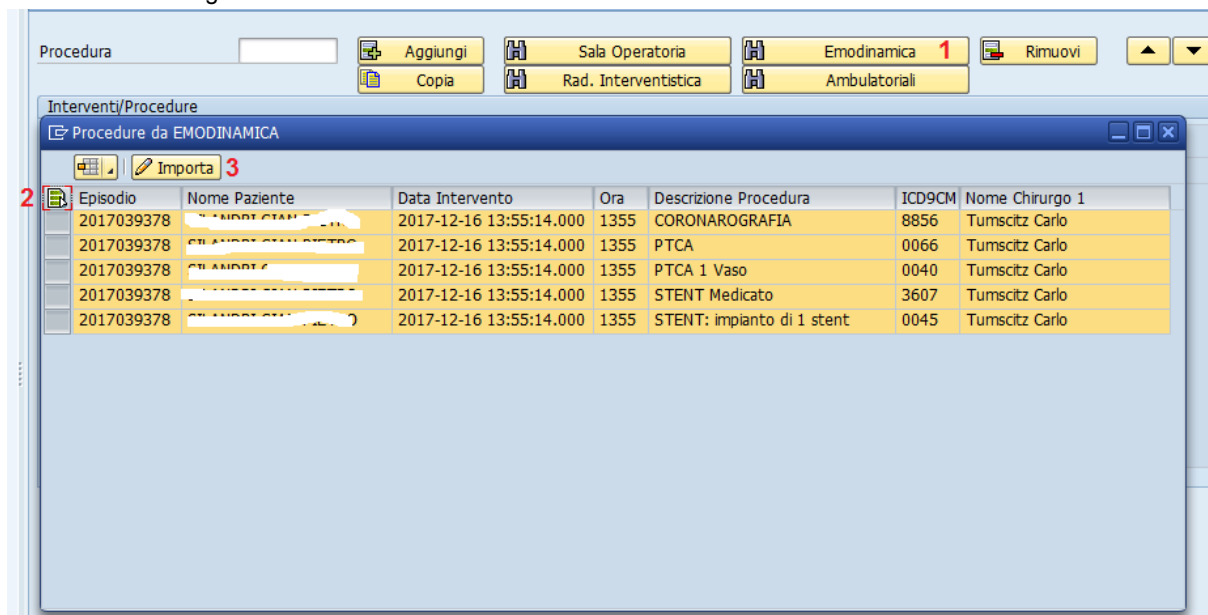 Procedura Aggiungi Sala Operatoria Emodinamica 1 Rimuovi
Copia Rad. Interventistica Ambulatoriali
Interventi/Procedure
Procedure da EMODINAMICA
Importa 3
2 Episodio Nome Paziente Data Intervento Ora Descrizione Procedura ICD9CM Nome Chirurgo 1
2017039378 2017-12-16 13:55:14.000 1355 CORONAROGRAFIA 8856 Tumscitz Carlo
2017039378 2017-12-16 13:55:14.000 1355 PTCA 0066 Tumscitz Carlo
2017039378 2017-12-16 13:55:14.000 1355 PTCA 1 Vaso 0040 Tumscitz Carlo
2017039378 2017-12-16 13:55:14.000 1355 STENT Medicato 3607 Tumscitz Carlo
2017039378 2017-12-16 13:55:14.000 1355 STENT: impianto di 1 stent 0045 Tumscitz Carlo